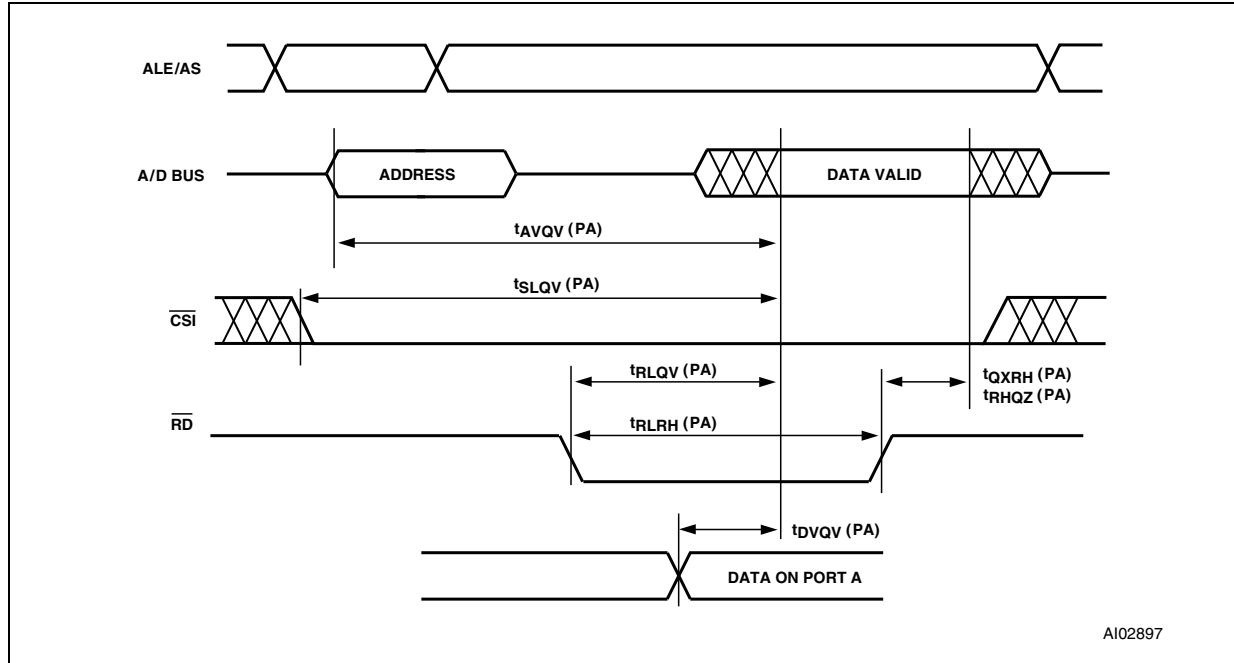 ALE/AS
A/D BUS
ADDRESS
DATA VALID
tAVQV (PA)
tSLQV (PA)
CSI
tRLQV (PA)
tQXRH (PA)
tRHQZ (PA)
RD
tRLRH (PA)
tDVQV (PA)
DATA ON PORT A
AI02897